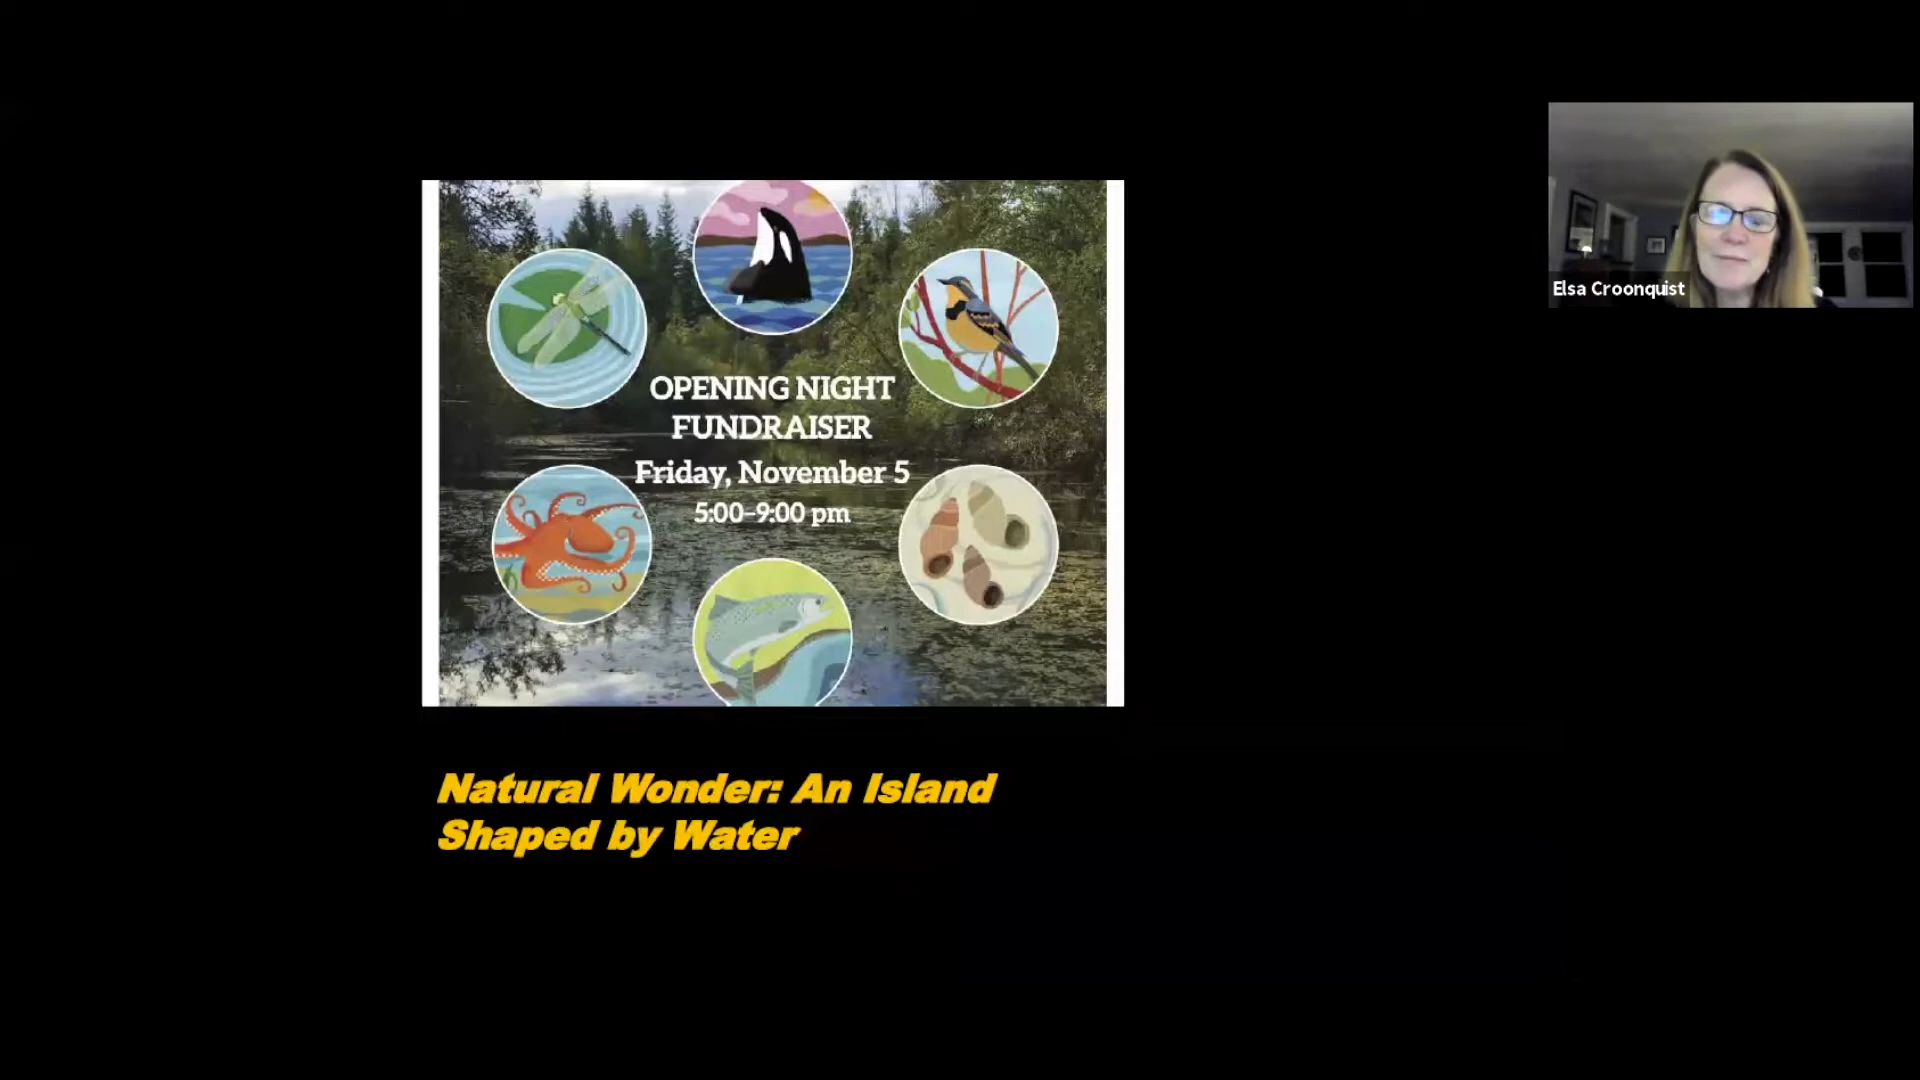 OPENING NIGHT
FUNDRAISER
Friday, November 5
5:00–9:00 pm
Natural Wonder: An Island
Shaped by Water
Elsa Croonquist